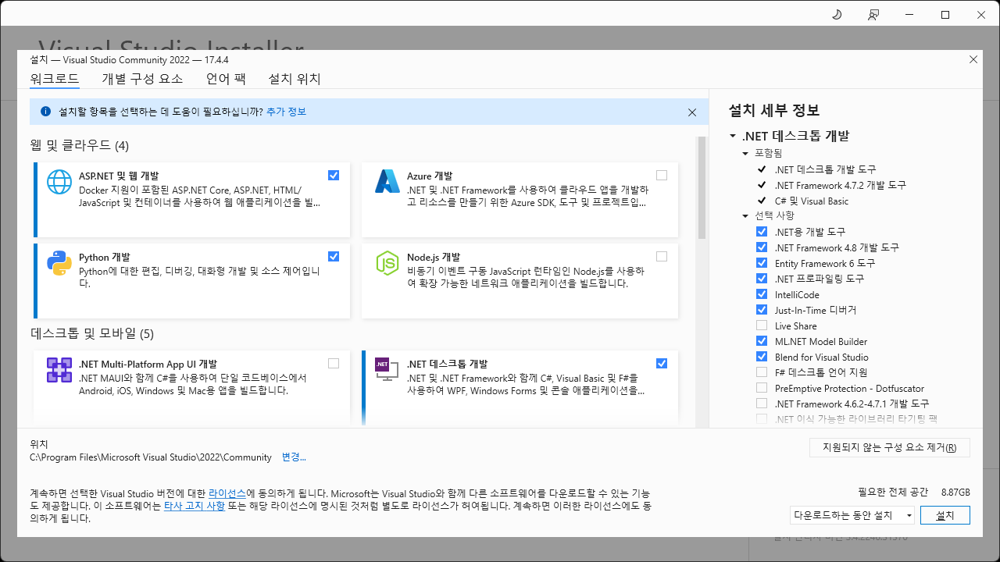 Visual Studio Installer
설치 — Visual Studio Community 2022 — 17.4.4
워크로드 개별 구성 요소 언어 팩 설치 위치
설치할 항목을 선택하는 데 도움이 필요하십니까? 추가 정보
웹 및 클라우드 (4)
ASP.NET 및 웹 개발
Docker 지원이 포함된 ASP.NET Core, ASP.NET, HTML/
JavaScript 및 컨테이너를 사용하여 웹 애플리케이션을 빌...
Azure 개발
.NET 및 .NET Framework를 사용하여 클라우드 앱을 개발하
고 리소스를 만들기 위한 Azure SDK, 도구 및 프로젝트입...
Python 개발
Python에 대한 편집, 디버깅, 대화형 개발 및 소스 제어입니
다.
Node.js 개발
비동기 이벤트 구동 JavaScript 런타임인 Node.js를 사용하
여 확장 가능한 네트워크 애플리케이션을 빌드합니다.
데스크톱 및 모바일 (5)
.NET Multi-Platform App UI 개발
.NET MAUI와 함께 C#을 사용하여 단일 코드베이스에서
Android, iOS, Windows 및 Mac용 앱을 빌드합니다.
.NET
.NET 데스크톱 개발
.NET 및 .NET Framework와 함께 C#, Visual Basic 및 F#을
사용하여 WPF, Windows Forms 및 콘솔 애플리케이션을...
설치 세부 정보
.NET 데스크톱 개발
포함됨
.NET 데스크톱 개발 도구
.NET Framework 4.7.2 개발 도구
C# 및 Visual Basic
선택 사항
.NET용 개발 도구
.NET Framework 4.8 개발 도구
Entity Framework 6 도구
.NET 프로파일링 도구
IntelliCode
Just-In-Time 디버거
Live Share
ML.NET Model Builder
Blend for Visual Studio
F# 데스크톱 언어 지원
PreEmptive Protection - Dotfuscator
.NET Framework 4.6.2-4.7.1 개발 도구
.NET 이식 가능한 라이브러리 타기팅 팩
위치
C:\Program Files\Microsoft Visual Studio\2022\Community 변경...
지원되지 않는 구성 요소 제거(R)
계속하면 선택한 Visual Studio 버전에 대한 라이선스에 동의하게 됩니다. Microsoft는 Visual Studio와 함께 다른 소프트웨어를 다운로드할 수 있는 기능
도 제공합니다. 이 소프트웨어는 타사 고지 사항 또는 해당 라이선스에 명시된 것처럼 별도로 라이선스가 허여됩니다. 계속하면 이러한 라이선스에도 동
의하게 됩니다.
필요한 전체 공간 8.87GB
다운로드하는 동안 설치 설치